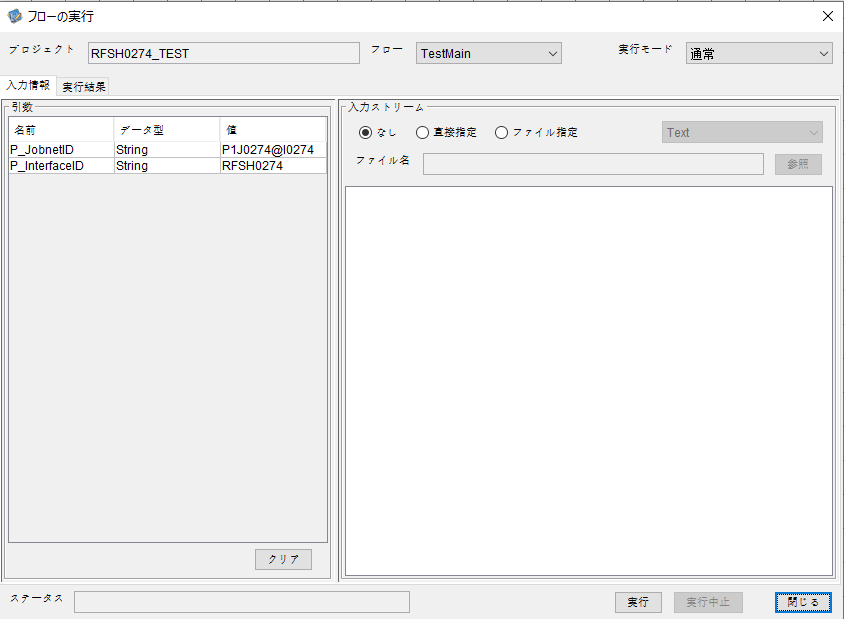 フローの実行
プロジェクト RFSH0274_TEST フロー TestMain 実行モード 通常
入力情報 実行結果
引数
名前 データ型 値
P_JobnetID String P1J0274@I0274
P_InterfaceID String RFSH0274
クリア
入力ストリーム
なし 直接指定 ファイル指定 Text
ファイル名 参照
ステータス 実行 実行中止 閉じる